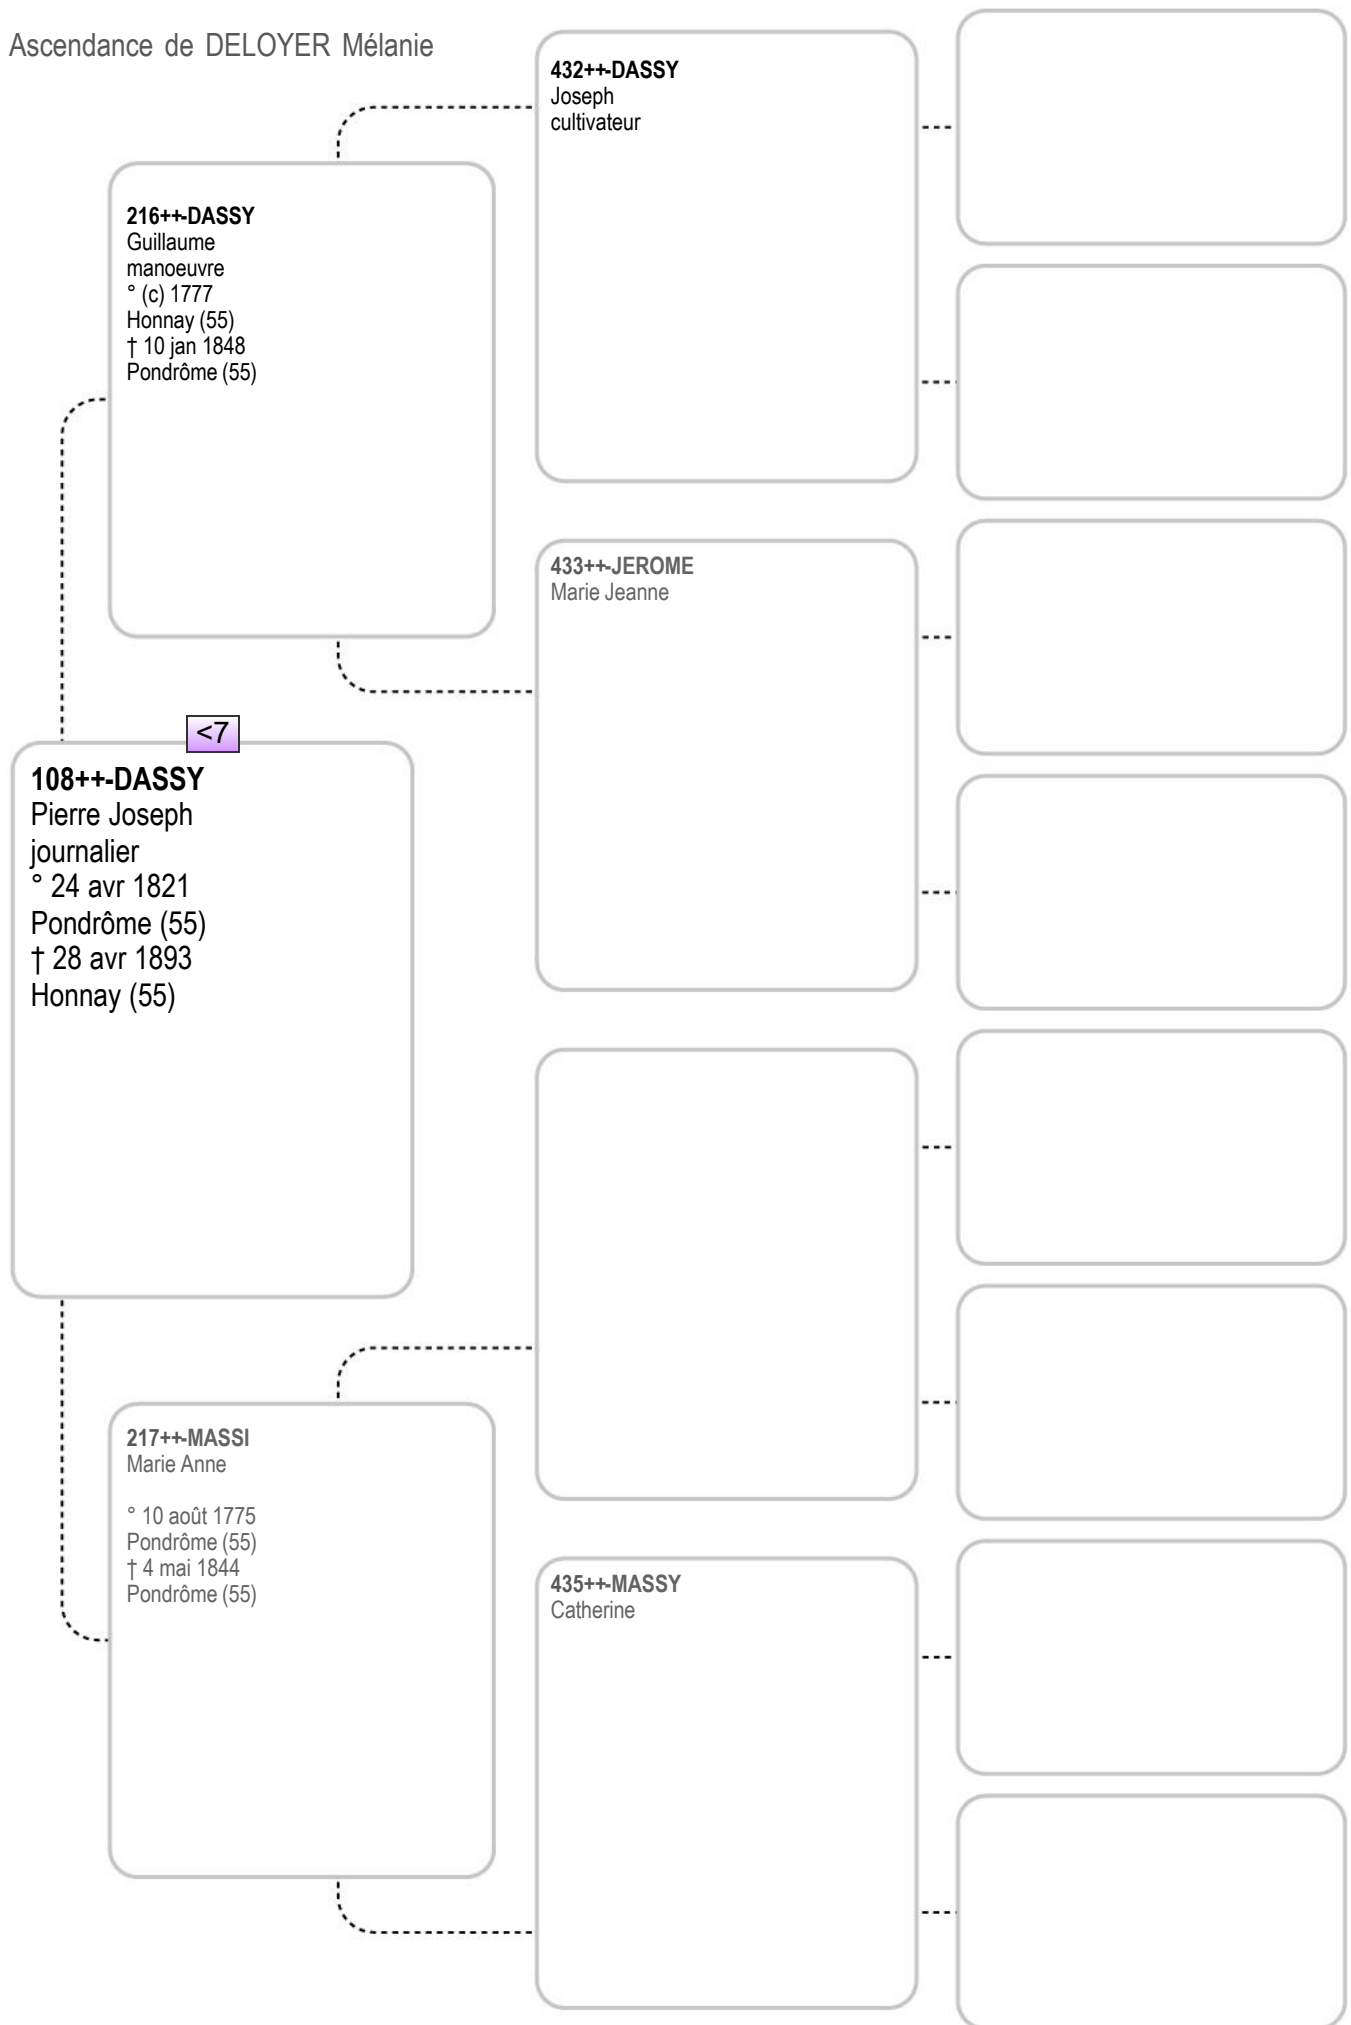 Ascendance de DELOYER Mélanie
432++-DASSY
Joseph
cultivateur
216++-DASSY
Guillaume
manoeuvre
° (c) 1777
Honnay (55)
† 10 jan 1848
Pondrôme (55)
433++-JEROME
Marie Jeanne
<7
108++-DASSY
Pierre Joseph
journalier
° 24 avr 1821
Pondrôme (55)
† 28 avr 1893
Honnay (55)
217++-MASSI
Marie Anne
° 10 août 1775
Pondrôme (55)
† 4 mai 1844
Pondrôme (55)
435++-MASSY
Catherine